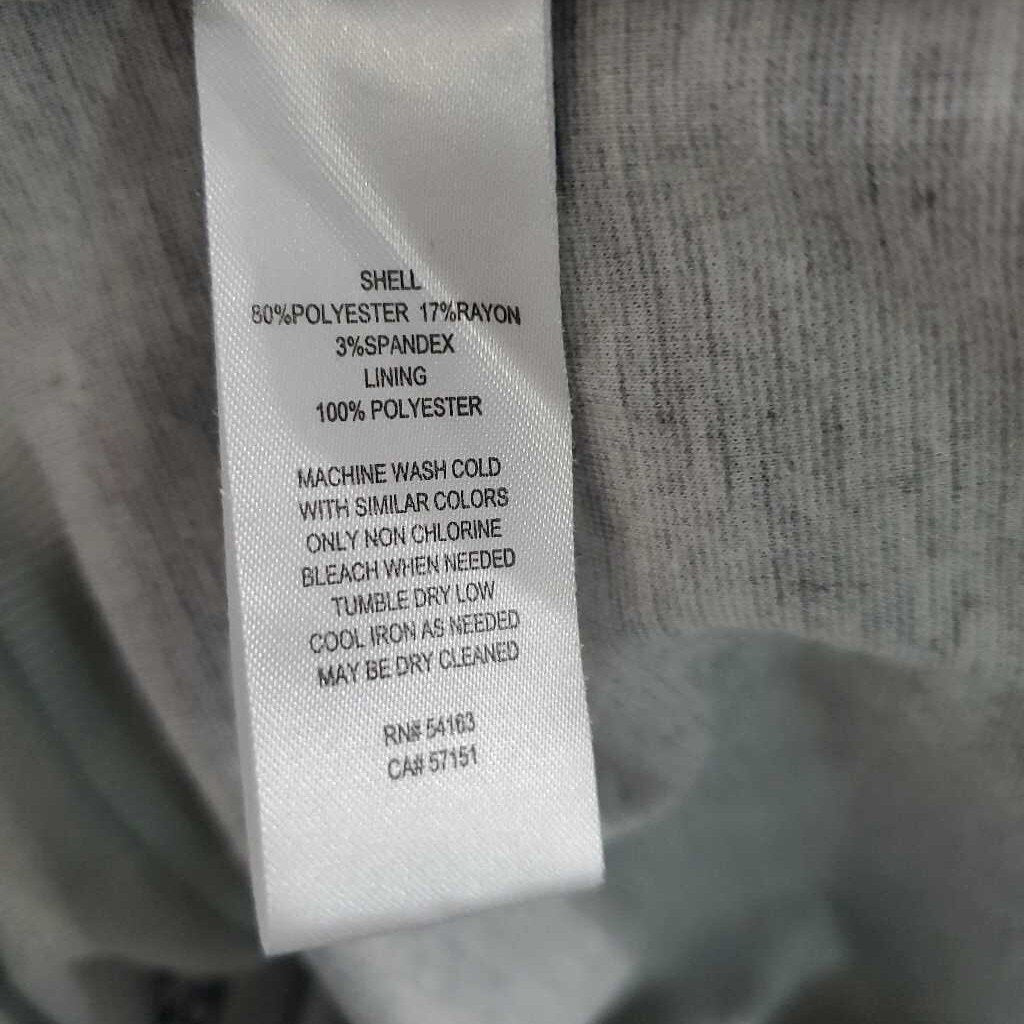 SHELL
80%POLYESTER 17%RAYON
3%SPANDEX
LINING
100% POLYESTER
MACHINE WASH COLD
WITH SIMILAR COLORS
ONLY NON CHLORINE
BLEACH WHEN NEEDED
TUMBLE DRY LOW
COOL IRON AS NEEDED
MAY BE DRY CLEANED
RN# 54163
CA# 57151